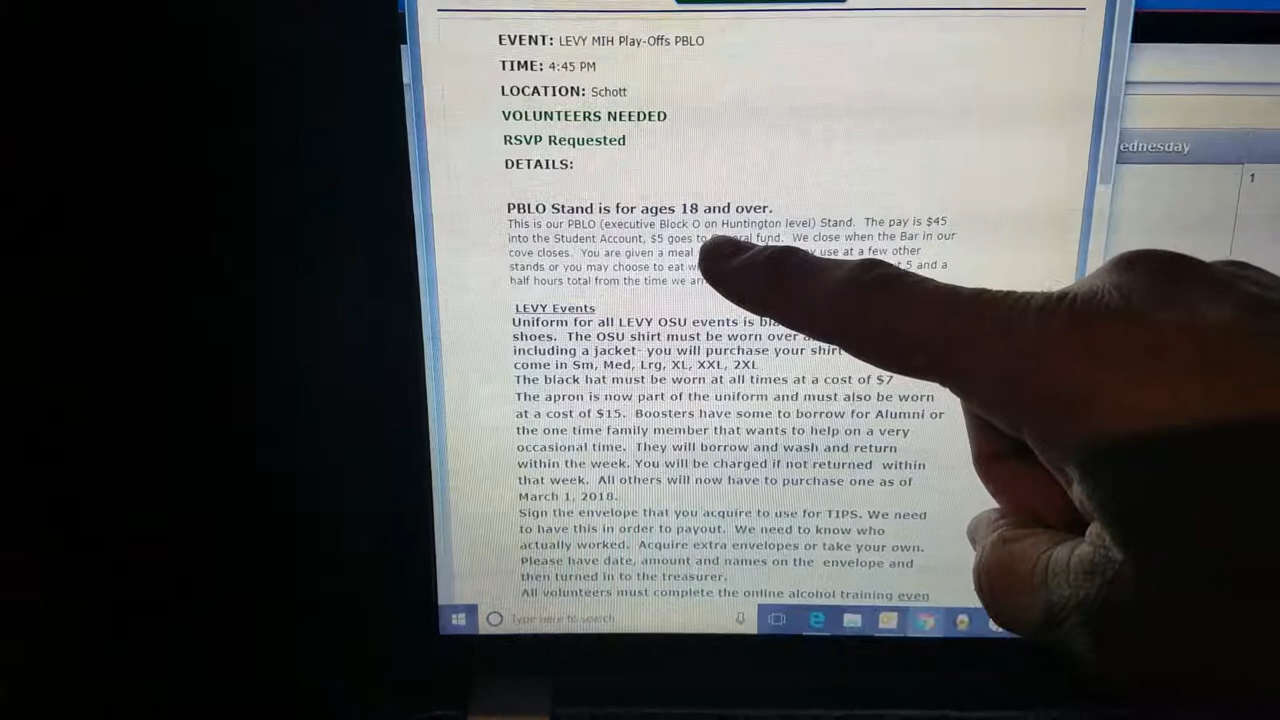 EVENT: LEVY MIH Play-Offs PBLO
TIME: 4:45 PM
LOCATION: Schott
VOLUNTEERS NEEDED
RSVP Requested
DETAILS:
PBLO Stand is for ages 18 and over.
This is our PBLO (executive Block O on Huntington level) Stand. The pay is $45
into the Student Account, $5 goes to fund. We close when the Bar in our
cove closes. You are given a meal use at a few other
stands or you may choose to eat 5 and a
half hours total from the time we
LEVY Events
Uniform for all LEVY OSU events is
shoes. The OSU shirt must be worn over
including a jacket- you will purchase your shirt
come in Sm, Med, Lrg, XL, XXL, 2XL
The black hat must be worn at all times at a cost of $7
The apron is now part of the uniform and must also be worn
at a cost of $15. Boosters have some to borrow for Alumni or
the one time family member that wants to help on a very
occasional time. They will borrow and wash and return
within the week. You will be charged if not returned within
that week. All others will now have to purchase one as of
March 1, 2018.
Sign the envelope that you acquire to use for TIPS. We need
to have this in order to payout. We need to know who
actually worked. Acquire extra envelopes or take your own.
Please have date, amount and names on the envelope and
then turned in to the treasurer.
All volunteers must complete the online alcohol training even
Type here to search
ednesday
1